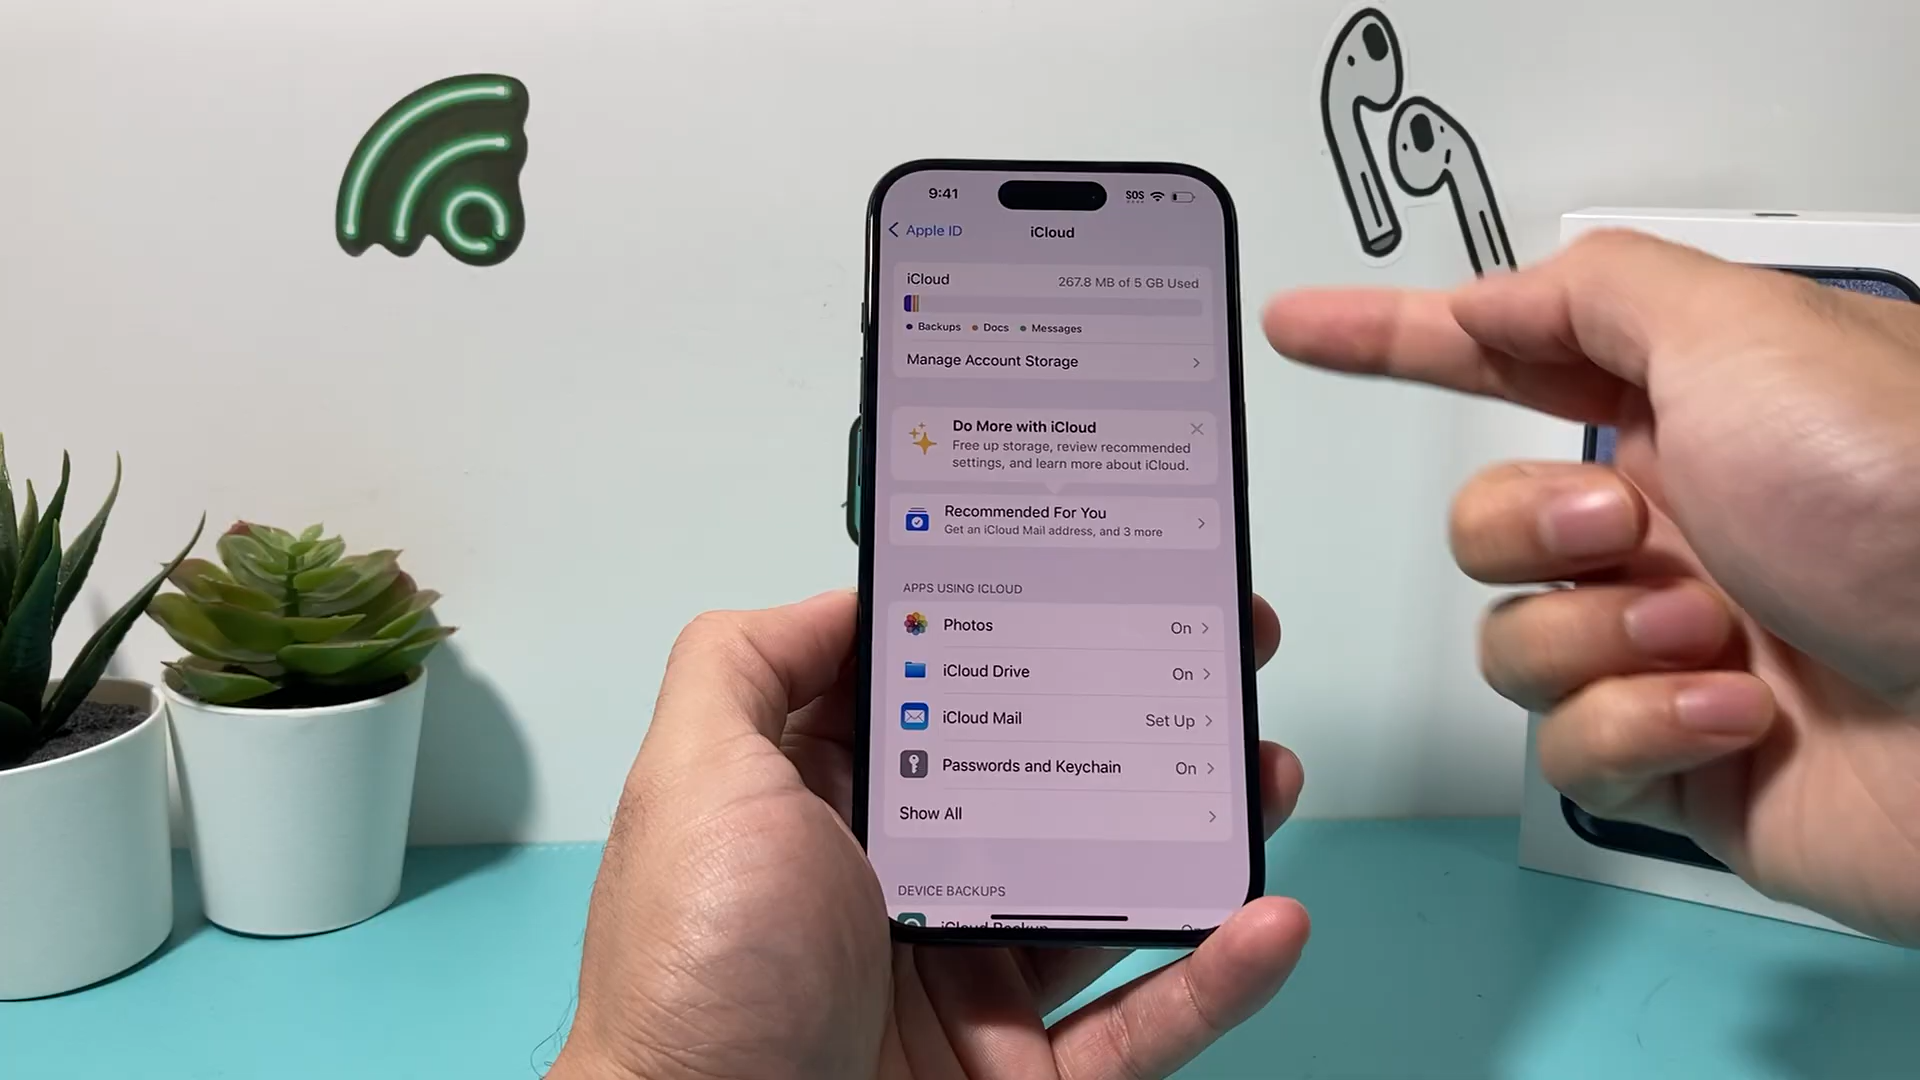 9:41
SOS
Apple ID
iCloud
iCloud
267.8 MB of 5 GB Used
Backups Docs Messages
Manage Account Storage
Do More with iCloud
Free up storage, review recommended
settings, and learn more about iCloud.
Recommended For You
Get an iCloud Mail address, and 3 more
APPS USING ICLOUD
Photos On
iCloud Drive On
iCloud Mail Set Up
Passwords and Keychain On
Show All
DEVICE BACKUPS
iCloud Backup On